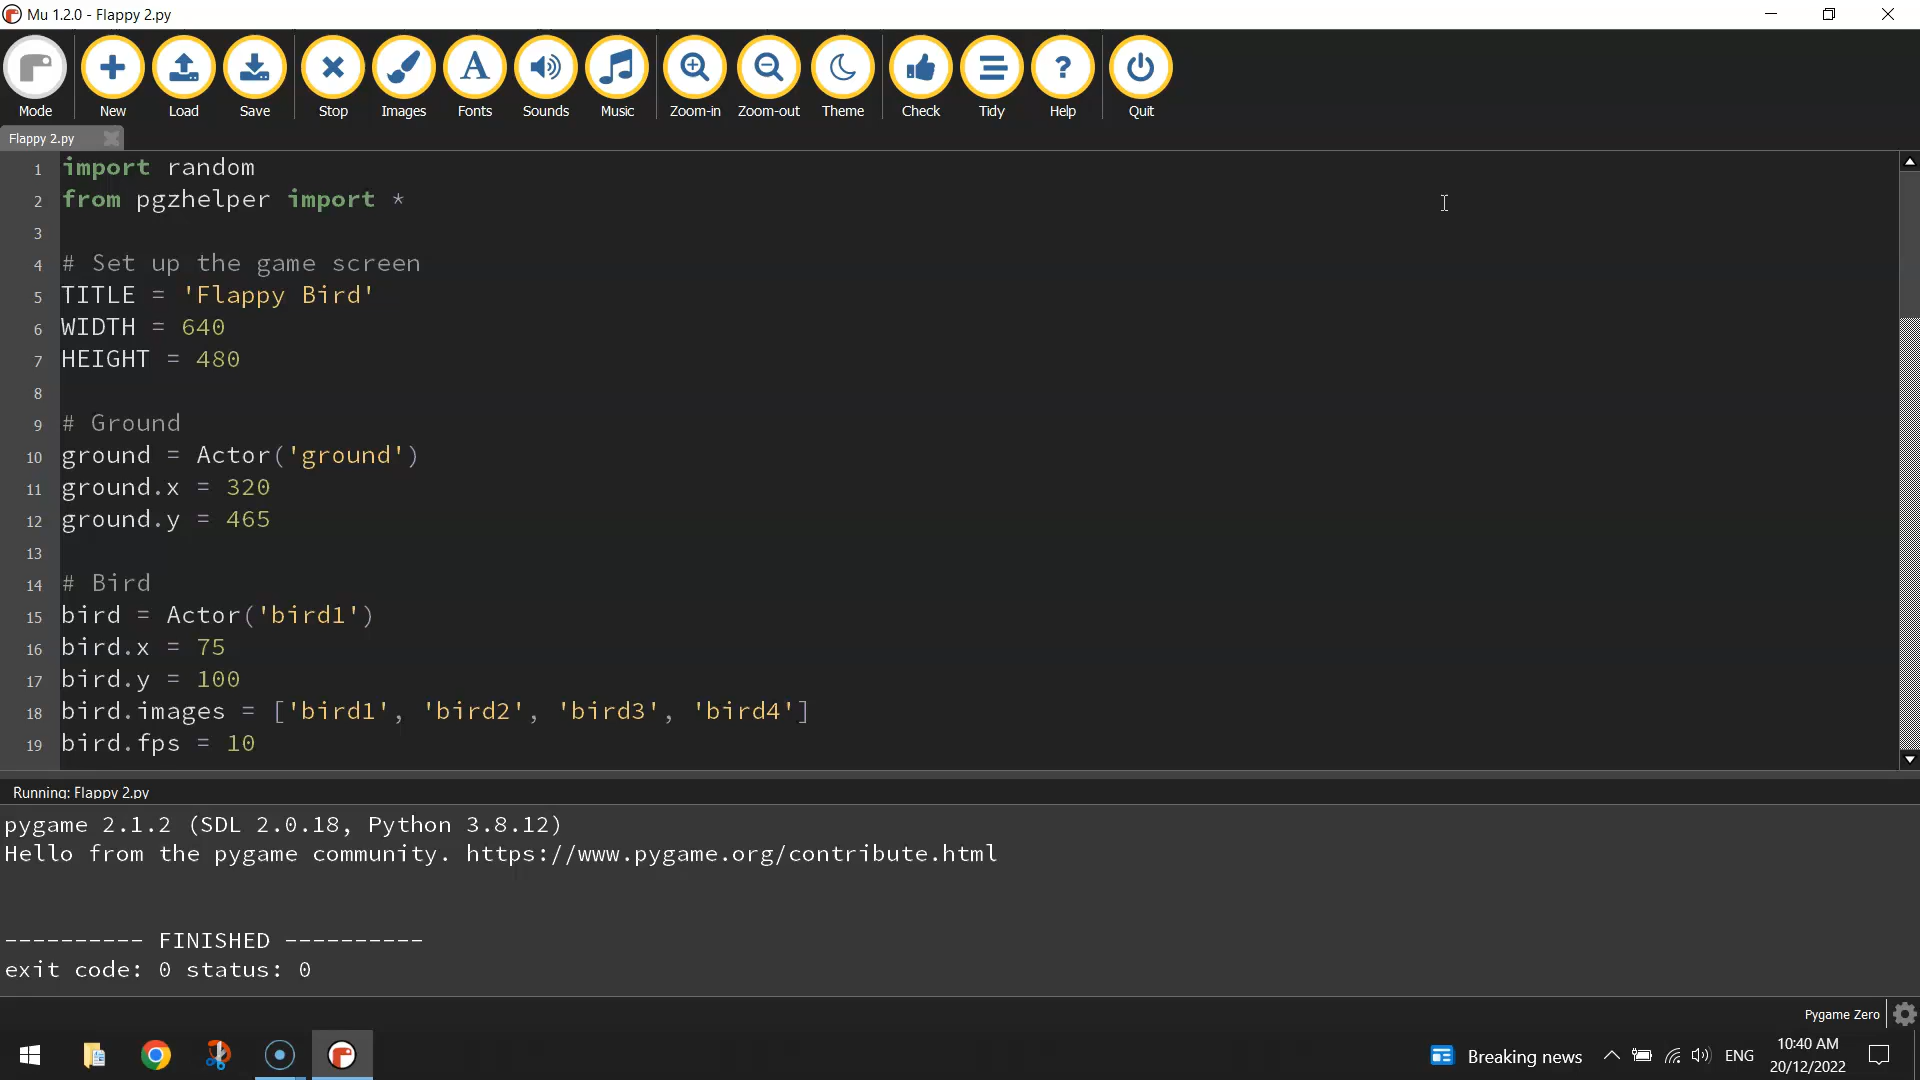 Mu 1.2.0 - Flappy 2.py
Mode New Load Save Stop Images Fonts Sounds Music Zoom-in Zoom-out Theme Check Tidy Help Quit
Flappy 2.py
1 import random
2 from pgzhelper import *
3
4 # Set up the game screen
5 TITLE = 'Flappy Bird'
6 WIDTH = 640
7 HEIGHT = 480
8
9 # Ground
10 ground = Actor('ground')
11 ground.x = 320
12 ground.y = 465
13
14 # Bird
15 bird = Actor('bird1')
16 bird.x = 75
17 bird.y = 100
18 bird.images = ['bird1', 'bird2', 'bird3', 'bird4']
19 bird.fps = 10
Running: Flappy 2.py
pygame 2.1.2 (SDL 2.0.18, Python 3.8.12)
Hello from the pygame community. https://www.pygame.org/contribute.html
---------- FINISHED ----------
exit code: 0 status: 0
Pygame Zero
Breaking news ENG 10:40 AM
20/12/2022